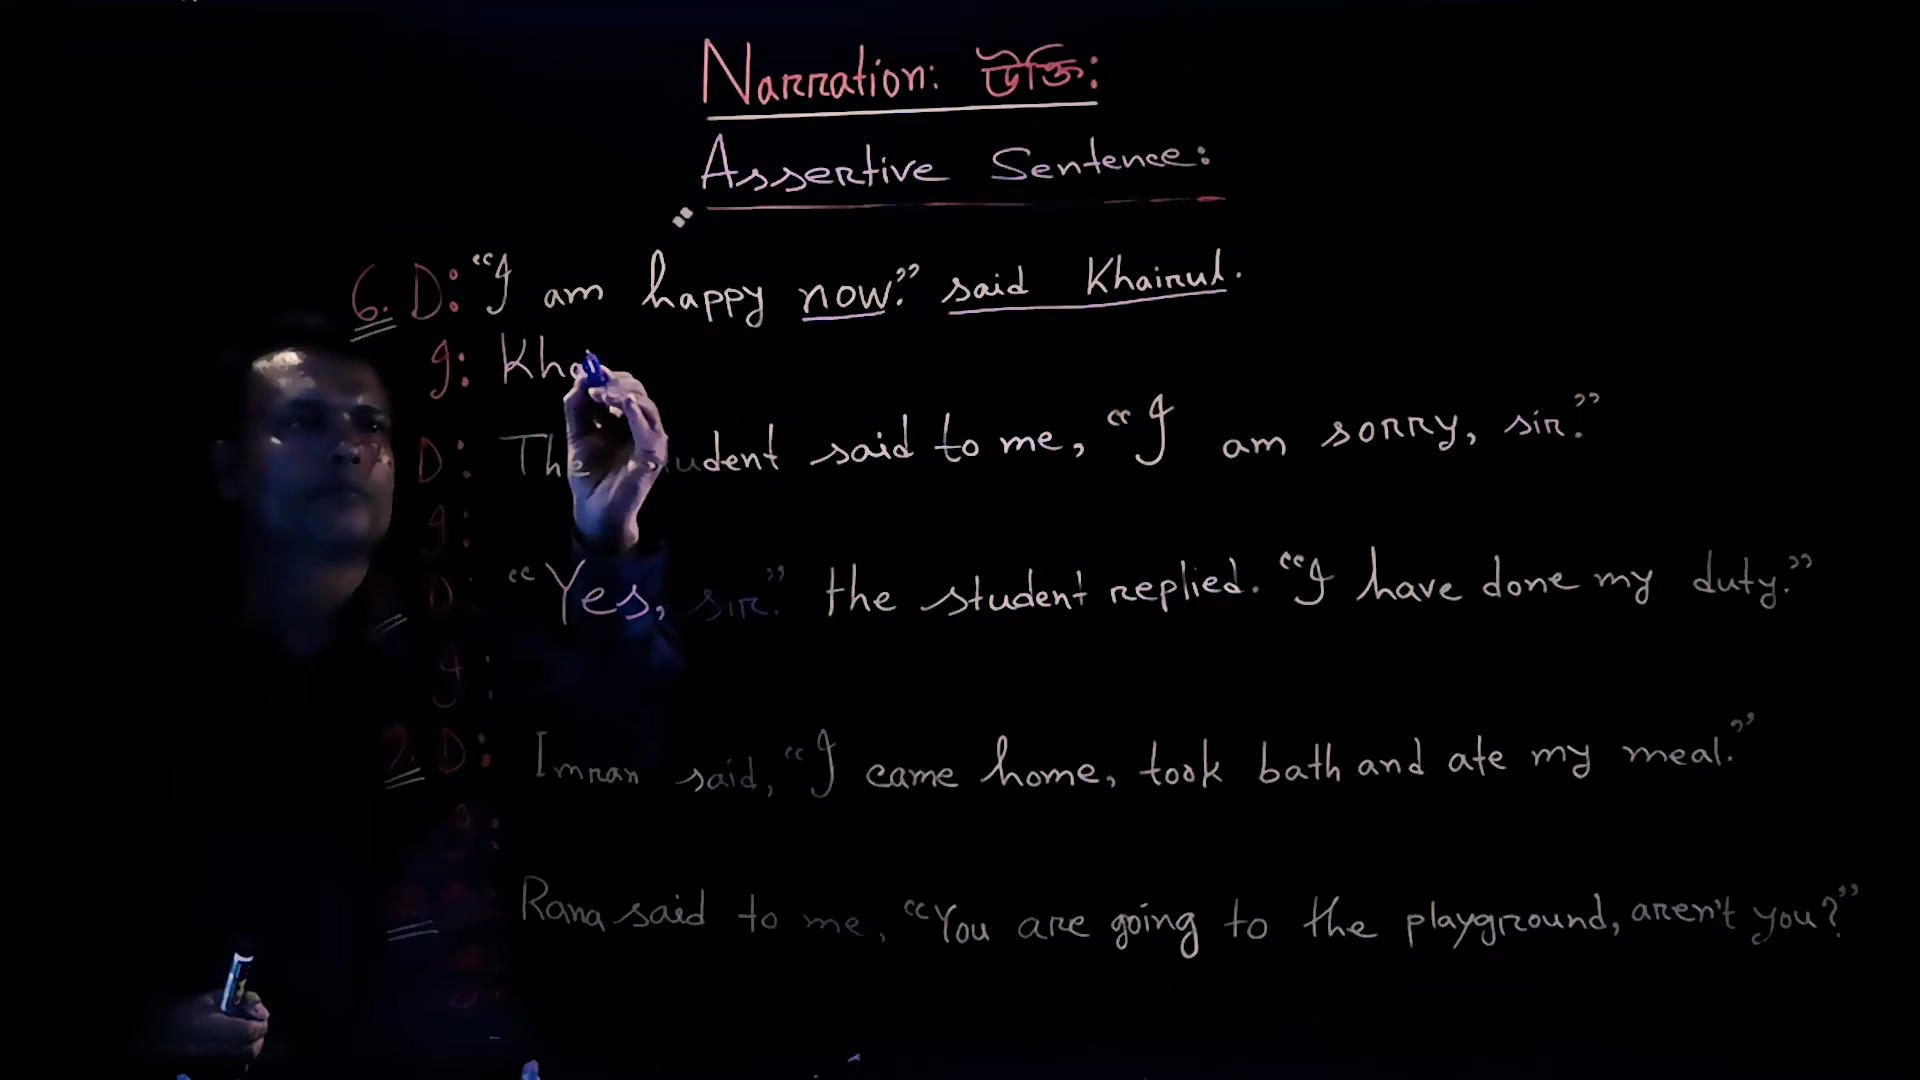 Narration: উক্তি:
Assertive Sentence:
6. D: "I am happy now." said Khairul.
I: Kha
D: The student said to me, "I am sorry, sir."
I:
D: "Yes, sir." the student replied. "I have done my duty."
I:
D: Imran said, "I came home, took bath and ate my meal."
I:
Rana said to me, "You are going to the playground, aren't you?"